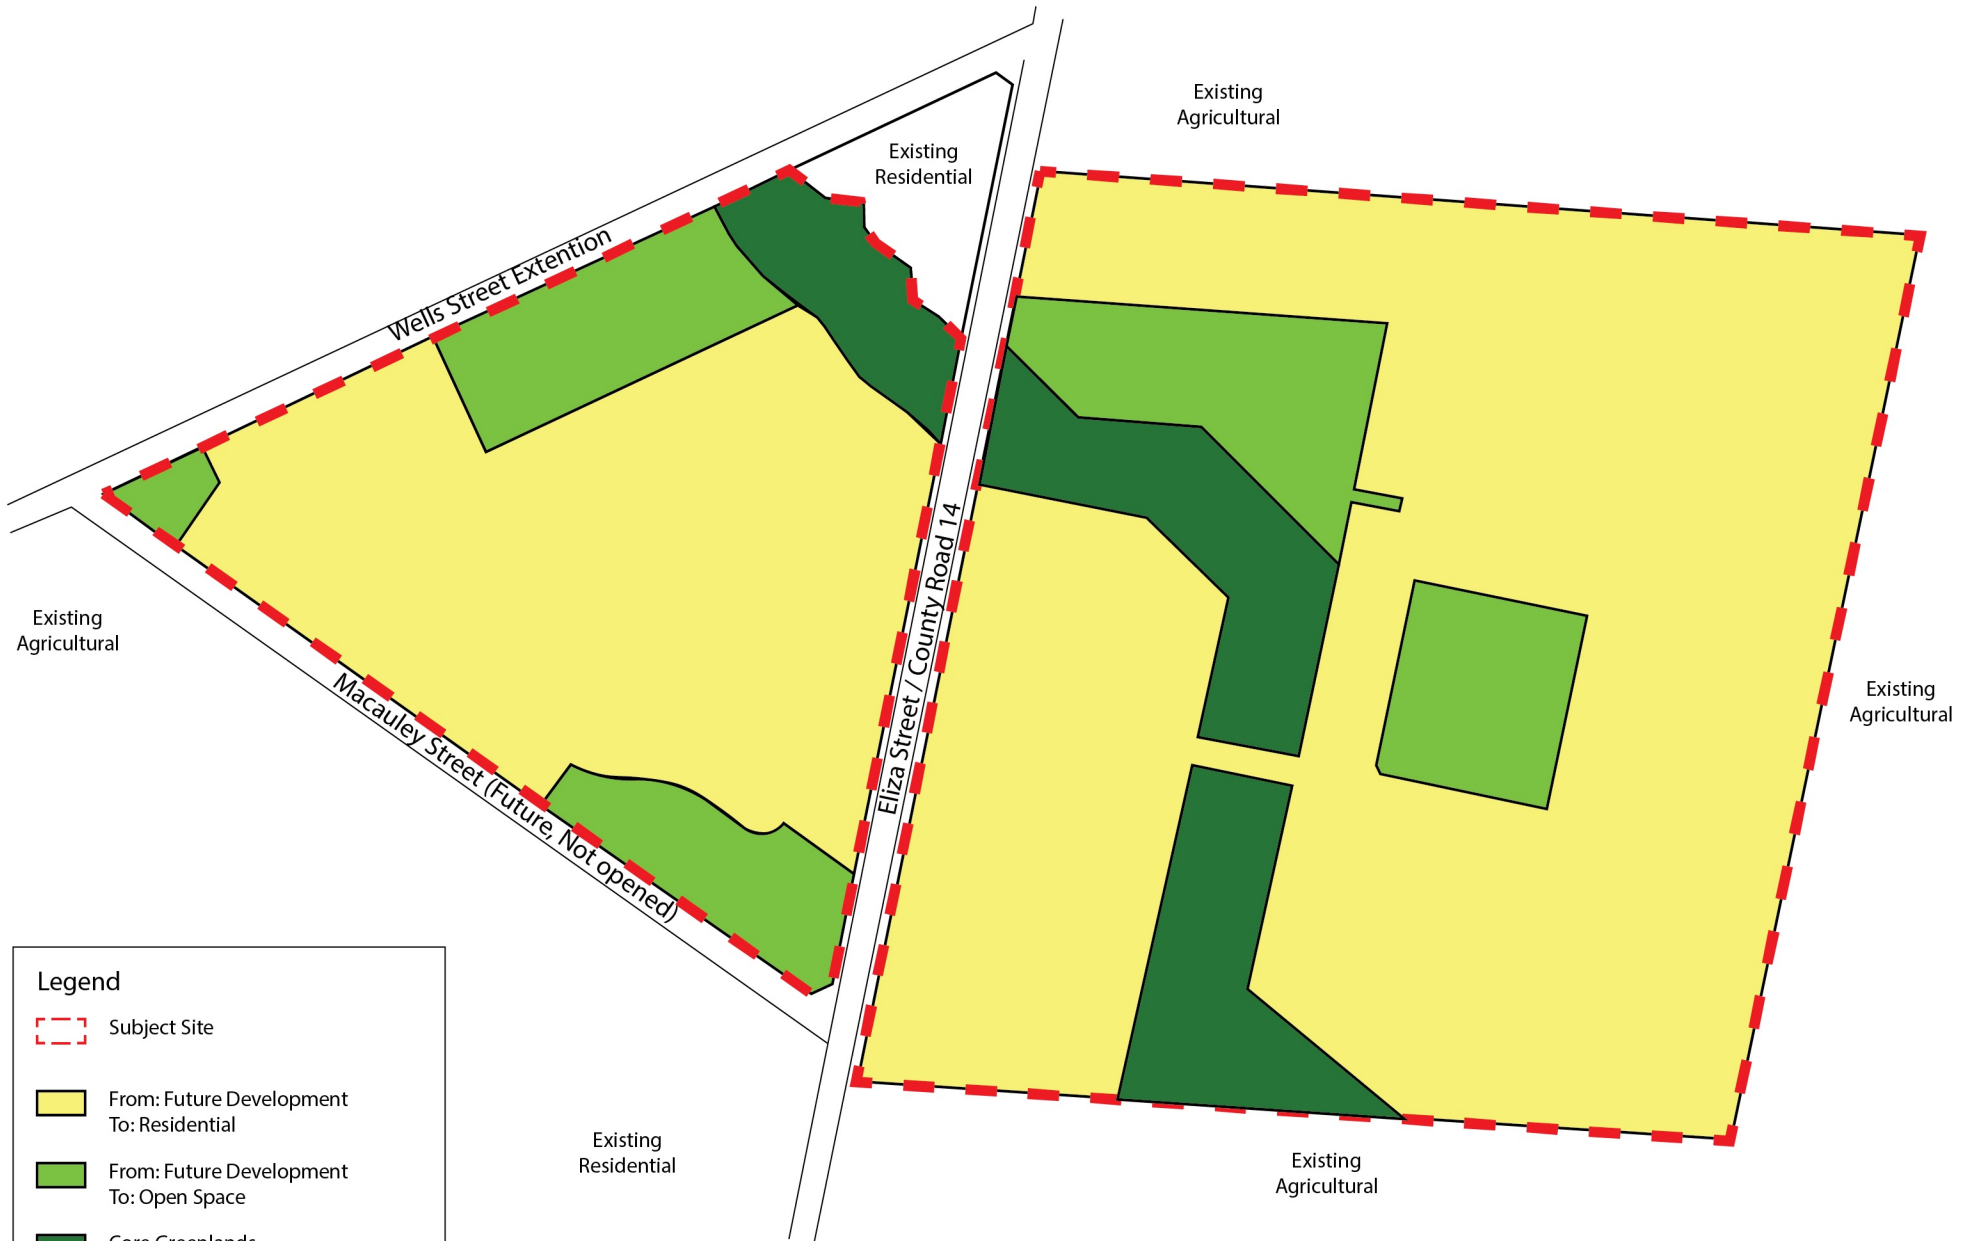 Existing
Agricultural
Existing
Residential
Wells Street Extention
Eliza Street / County Road 14
Existing
Agricultural
Macauley Street (Future, Not opened)
Existing
Agricultural
Existing
Residential
Existing
Agricultural
Legend
Subject Site
From: Future Development
To: Residential
From: Future Development
To: Open Space
Core Greenlands